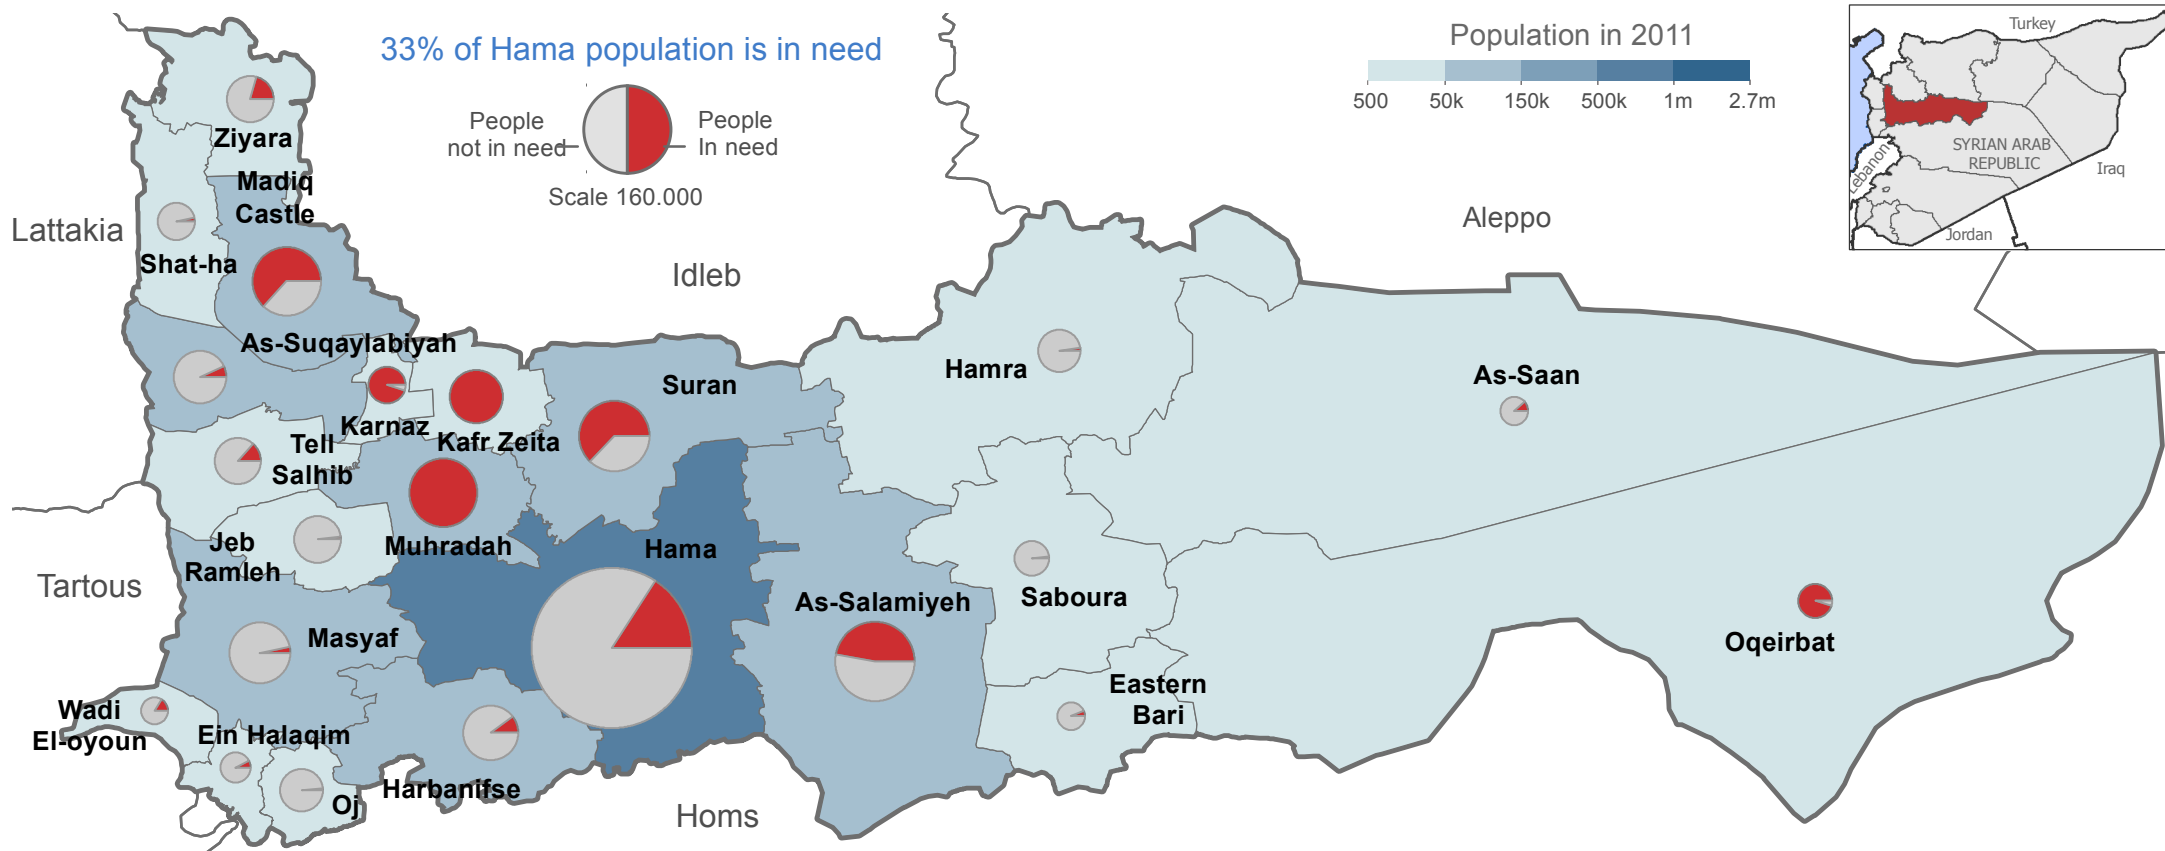 33% of Hama population is in need
People
not in need
People
In need
Scale 160.000
Population in 2011
500
50k
150k
500k
1m
2.7m
Turkey
SYRIAN ARAB
REPUBLIC
Lebanon
Iraq
Jordan
Ziyara
Madiq
Castle
Lattakia
Shat-ha
Idleb
Aleppo
As-Suqaylabiyah
Karnaz
Kafr Zeita
Suran
Hamra
As-Saan
Tell
Salhib
Jeb
Ramleh
Muhradah
Hama
Tartous
Masyaf
As-Salamiyeh
Saboura
Oqeirbat
Eastern
Bari
Wadi
El-oyoun
Ein Halaqim
Oj
Harbanifse
Homs